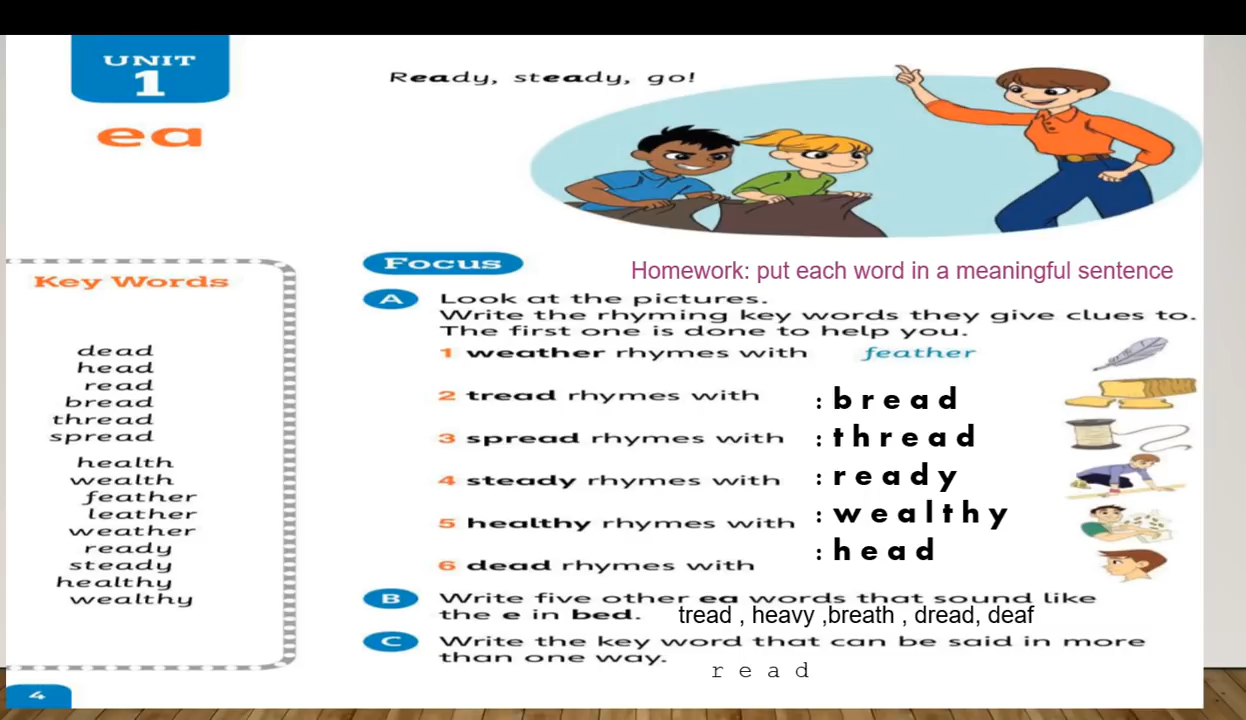 UNIT
1
ea
Ready, steady, go!
Key Words
dead
head
read
bread
thread
spread
health
wealth
feather
leather
weather
ready
steady
healthy
wealthy
Focus
Homework: put each word in a meaningful sentence
A Look at the pictures.
Write the rhyming key words they give clues to.
The first one is done to help you.
1 weather rhymes with feather
2 tread rhymes with : bread
3 spread rhymes with : thread
4 steady rhymes with : ready
5 healthy rhymes with : wealthy
6 dead rhymes with : head
B Write five other ea words that sound like
the e in bed. tread , heavy ,breath , dread, deaf
C Write the key word that can be said in more
than one way.
read
4